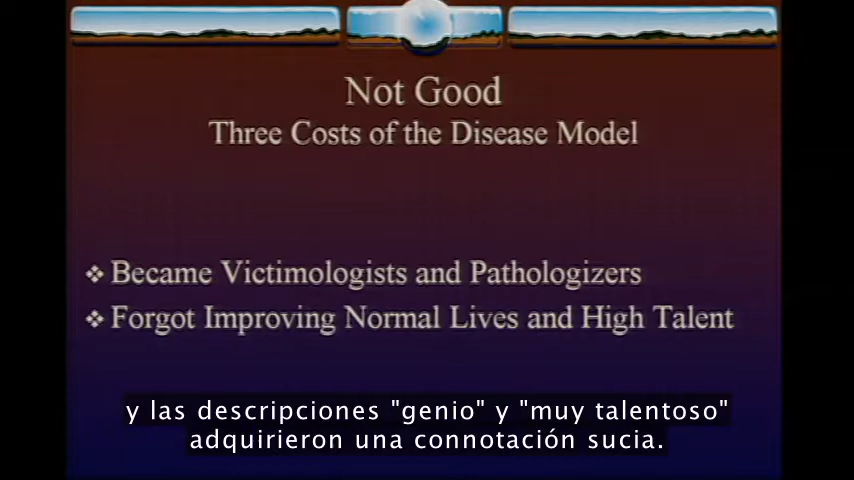 Not Good
Three Costs of the Disease Model
❖ Became Victimologists and Pathologizers
❖ Forgot Improving Normal Lives and High Talent
y las descripciones "genio" y "muy talentoso"
adquirieron una connotación sucia.